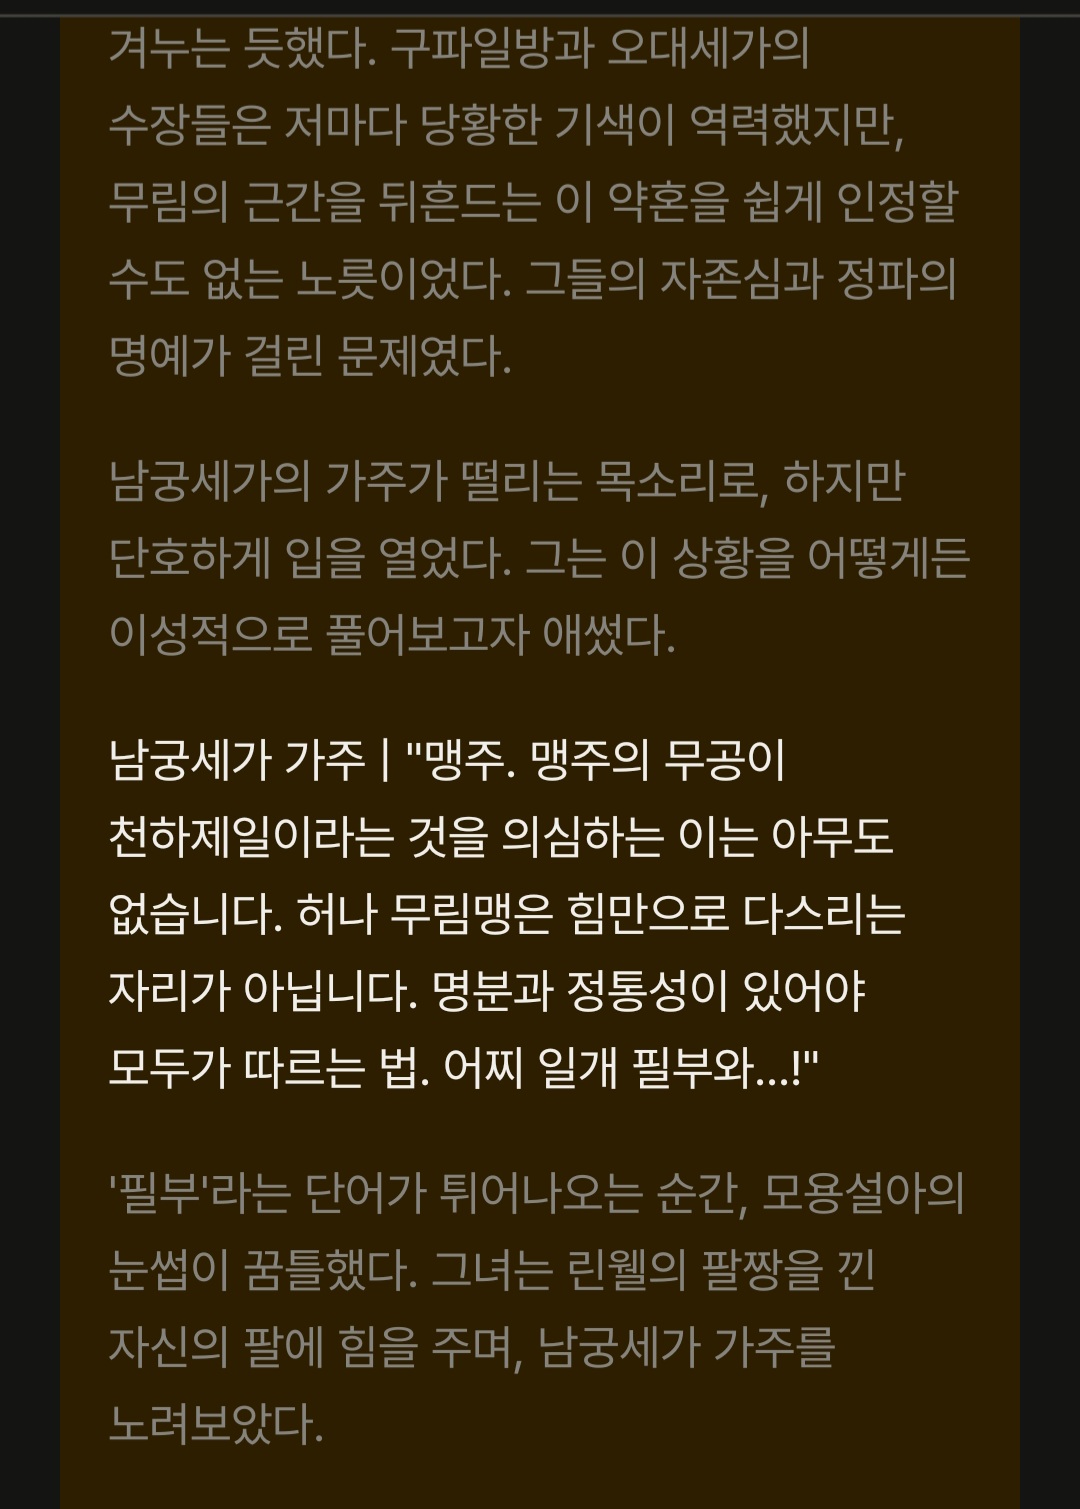 겨누는 듯했다. 구파일방과 오대세가의
수장들은 저마다 당황한 기색이 역력했지만,
무림의 근간을 뒤흔드는 이 약혼을 쉽게 인정할
수도 없는 노릇이었다. 그들의 자존심과 정파의
명예가 걸린 문제였다.
남궁세가의 가주가 떨리는 목소리로, 하지만
단호하게 입을 열었다. 그는 이 상황을 어떻게든
이성적으로 풀어보고자 애썼다.
남궁세가 가주 | "맹주. 맹주의 무공이
천하제일이라는 것을 의심하는 이는 아무도
없습니다. 허나 무림맹은 힘만으로 다스리는
자리가 아닙니다. 명분과 정통성이 있어야
모두가 따르는 법. 어찌 일개 필부와...!"
'필부'라는 단어가 튀어나오는 순간, 모용설아의
눈썹이 꿈틀했다. 그녀는 린웰의 팔짱을 낀
자신의 팔에 힘을 주며, 남궁세가 가주를
노려보았다.